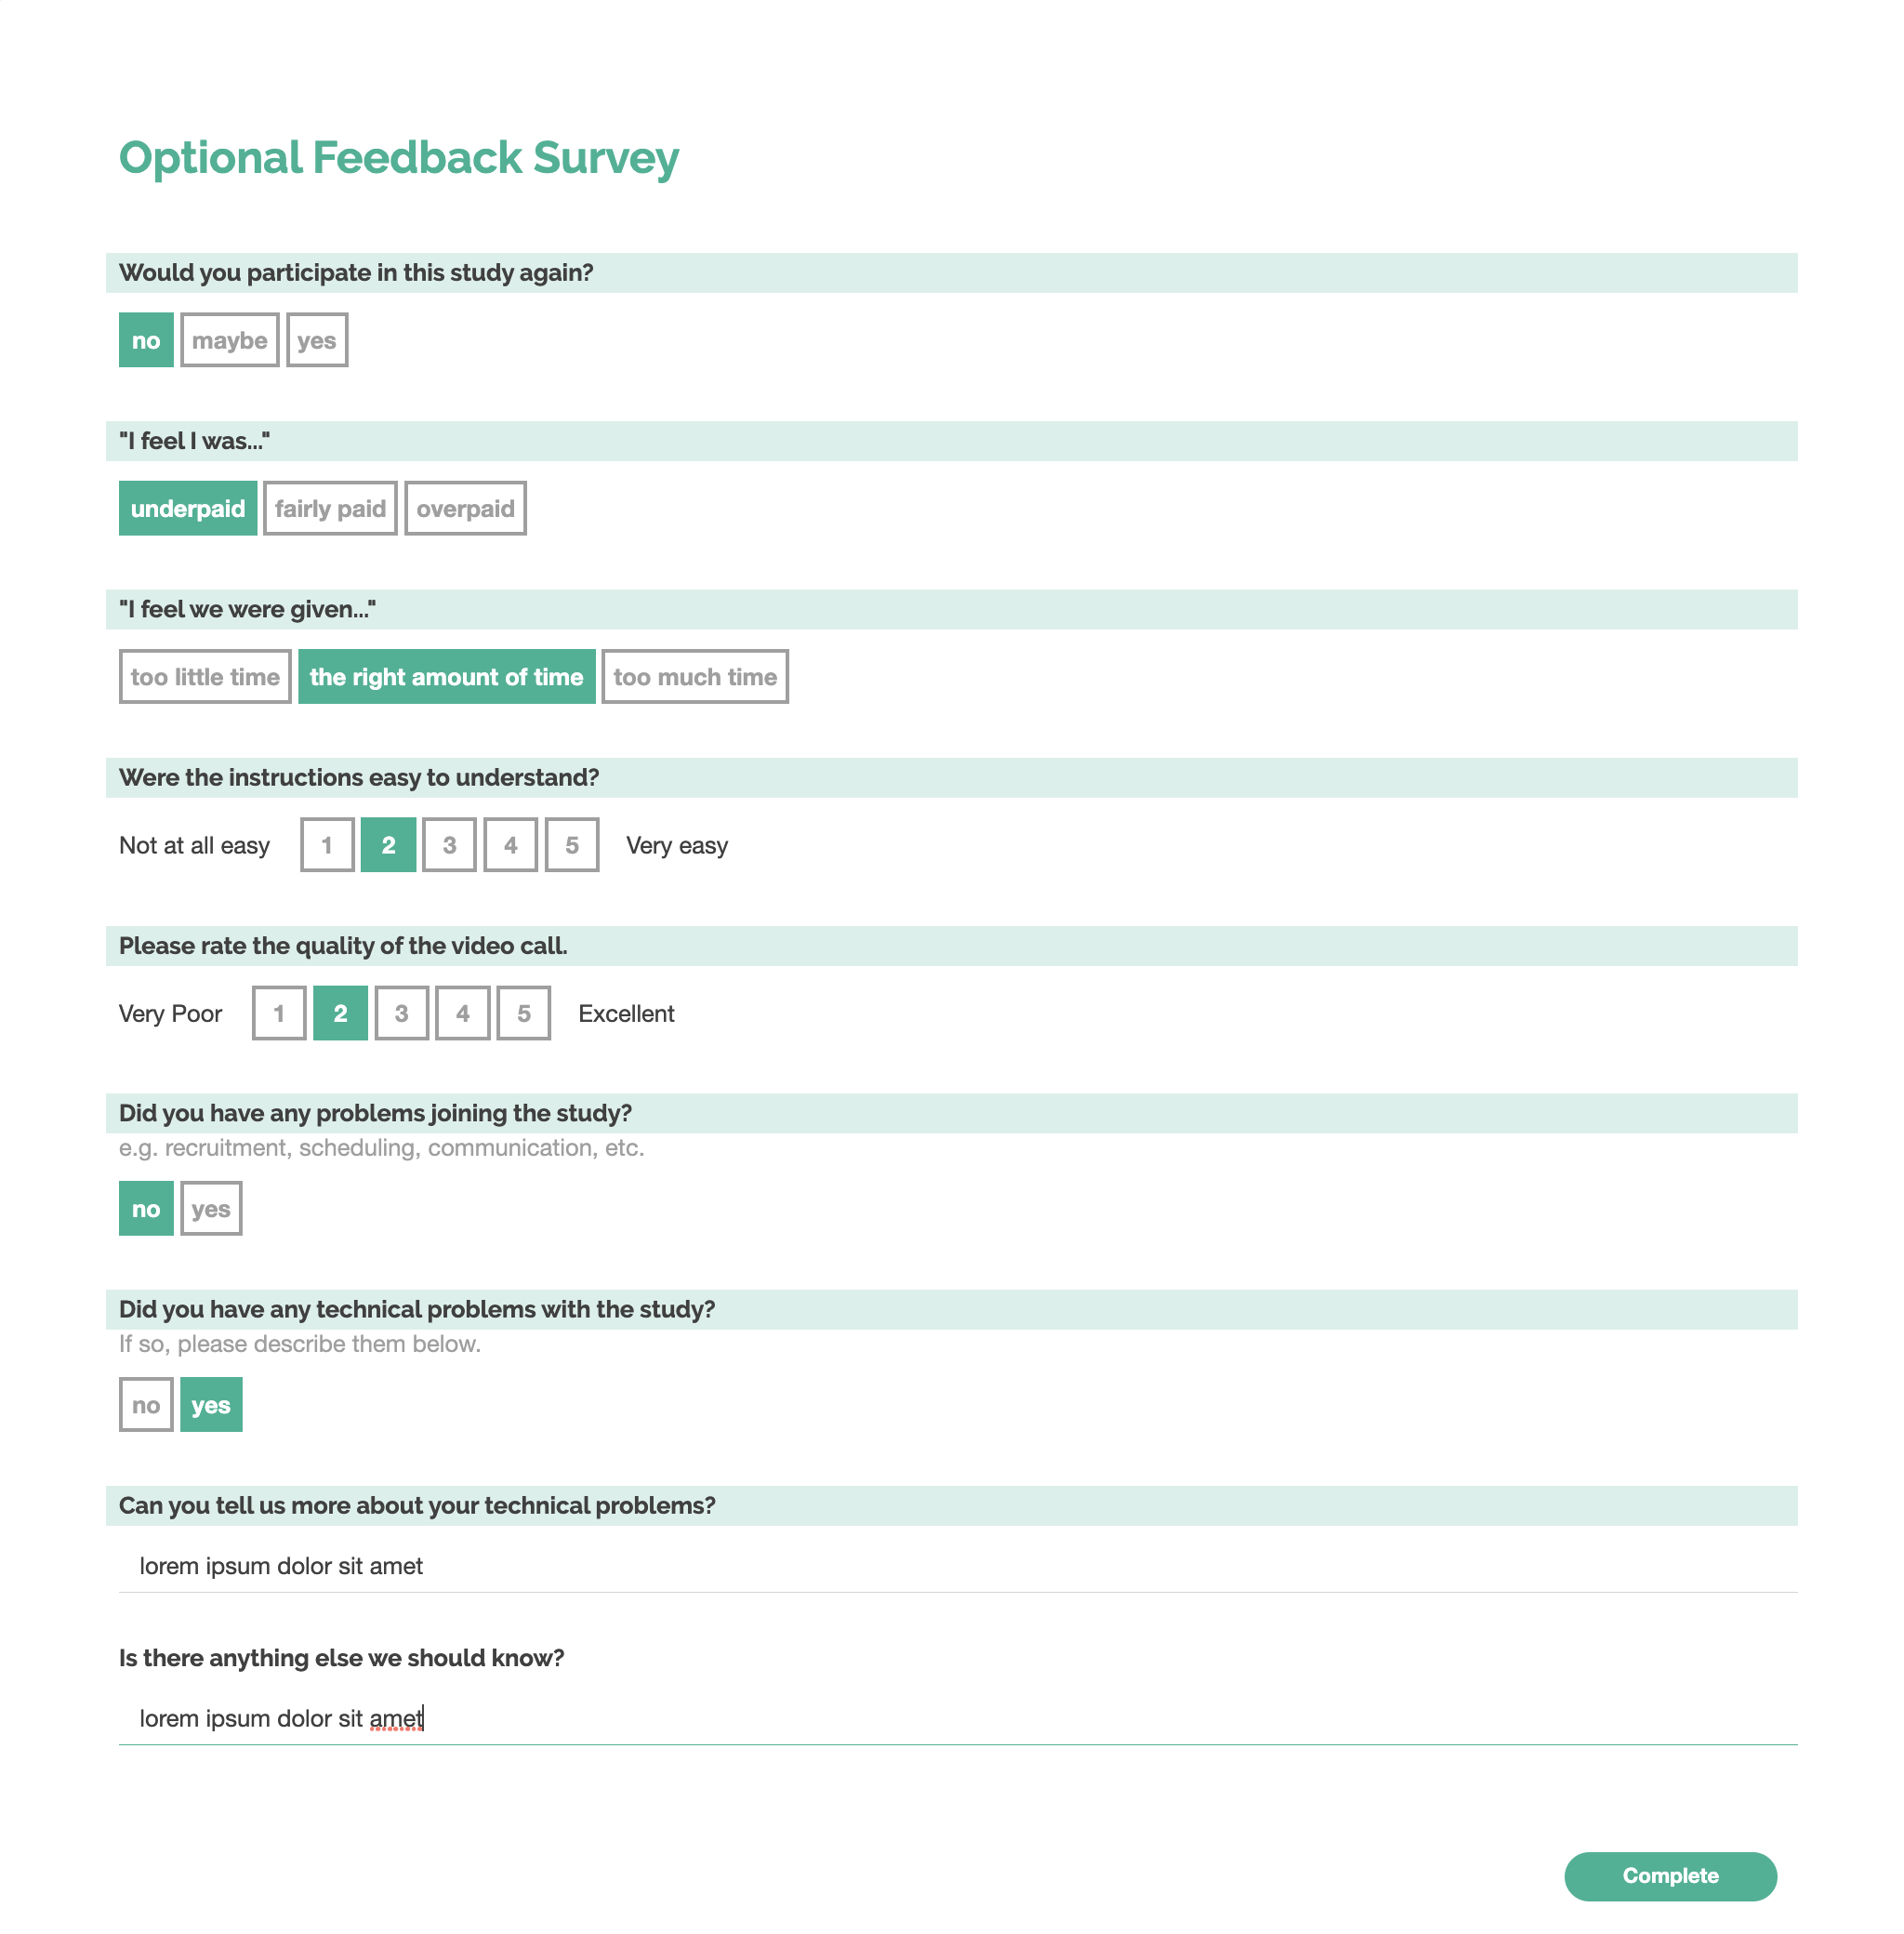 Optional Feedback Survey
Would you participate in this study again?
no maybe yes
"I feel I was..."
underpaid fairly paid overpaid
"I feel we were given..."
too little time the right amount of time too much time
Were the instructions easy to understand?
Not at all easy 1 2 3 4 5 Very easy
Please rate the quality of the video call.
Very Poor 1 2 3 4 5 Excellent
Did you have any problems joining the study?
e.g. recruitment, scheduling, communication, etc.
no yes
Did you have any technical problems with the study?
If so, please describe them below.
no yes
Can you tell us more about your technical problems?
lorem ipsum dolor sit amet
Is there anything else we should know?
lorem ipsum dolor sit amet
Complete